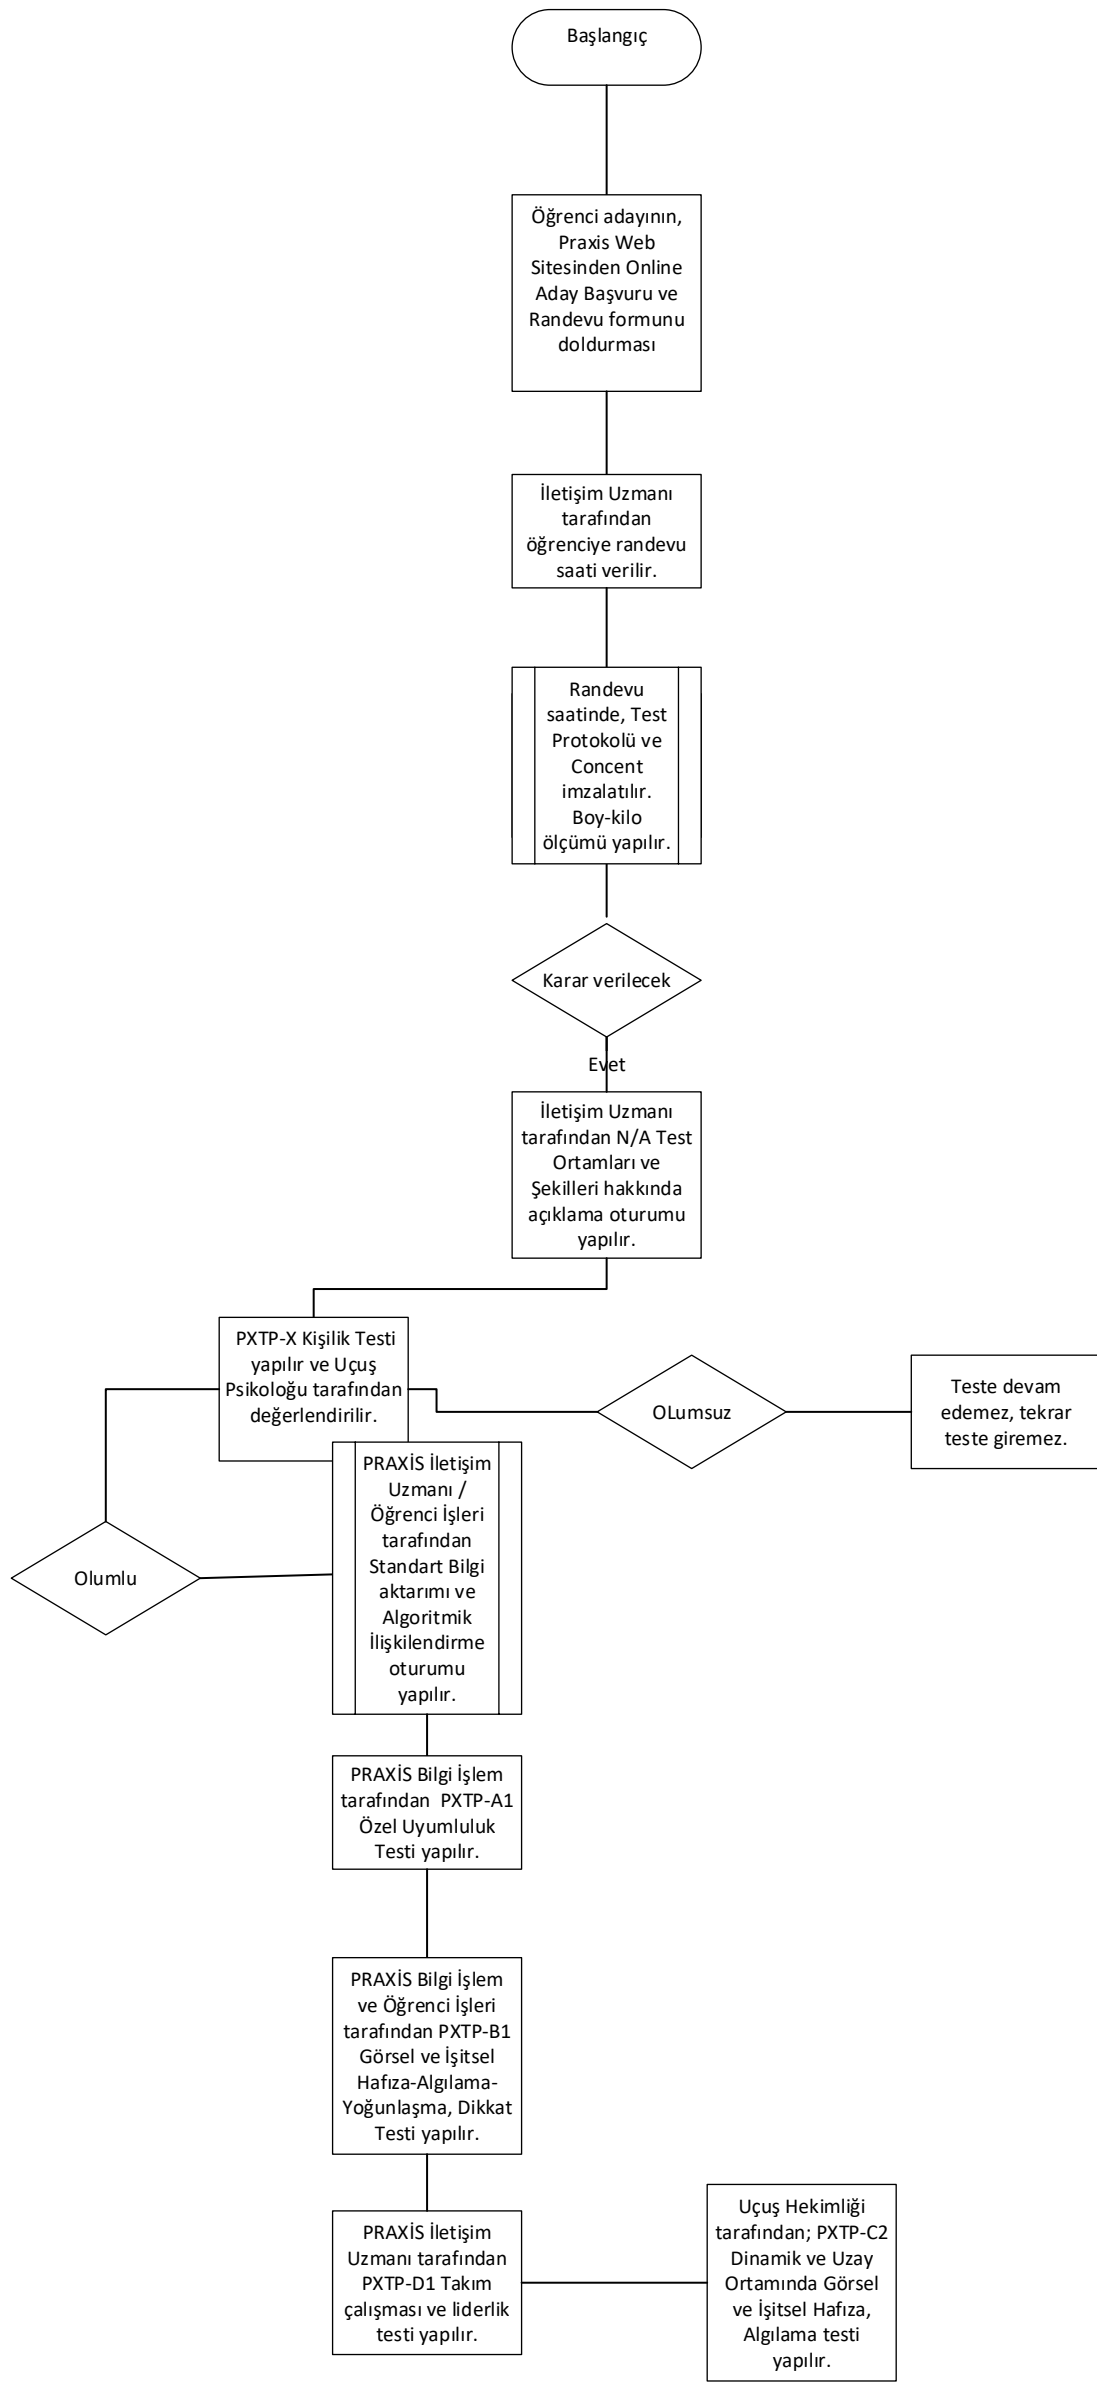 Başlangıç
Öğrenci adayının,
Praxis Web
Sitesinden Online
Aday Başvuru ve
Randevu formunu
doldurması
İletişim Uzmanı
tarafından
öğrenciye randevu
saati verilir.
Randevu
saatinde, Test
Protokolü ve
Concent
imzalatılır.
Boy-kilo
ölçümü yapılır.
Karar verilecek
Evet
İletişim Uzmanı
tarafından N/A Test
Ortamları ve
Şekilleri hakkında
açıklama oturumu
yapılır.
PXTP-X Kişilik Testi
yapılır ve Uçuş
Psikoloğu tarafından
değerlendirilir.
OLumsuz
Teste devam
edemez, tekrar
teste giremez.
Olumlu
PRAXİS İletişim
Uzmanı /
Öğrenci İşleri
tarafından
Standart Bilgi
aktarımı ve
Algoritmik
İlişkilendirme
oturumu
yapılır.
PRAXİS Bilgi İşlem
tarafından  PXTP-A1
Özel Uyumluluk
Testi yapılır.
PRAXİS Bilgi İşlem
ve Öğrenci İşleri
tarafından PXTP-B1
Görsel ve İşitsel
Hafıza-Algılama-
Yoğunlaşma, Dikkat
Testi yapılır.
PRAXİS İletişim
Uzmanı tarafından
PXTP-D1 Takım
çalışması ve liderlik
testi yapılır.
Uçuş Hekimliği
tarafından; PXTP-C2
Dinamik ve Uzay
Ortamında Görsel
ve İşitsel Hafıza,
Algılama testi
yapılır.